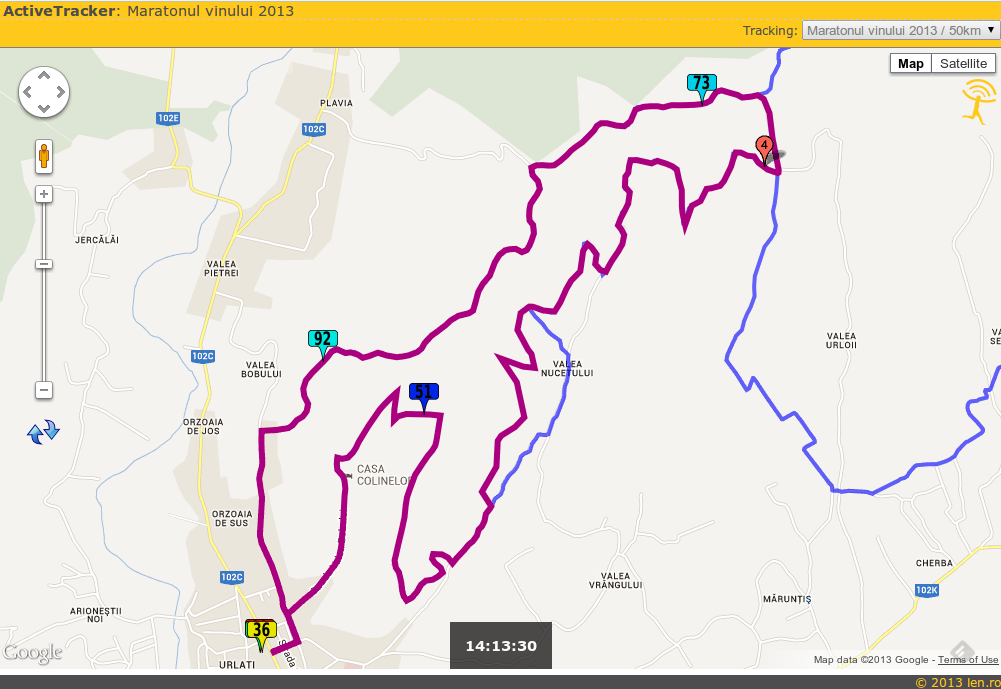 ActiveTracker: Maratonul vinului 2013
Tracking: Maratonul vinului 2013 / 50km
Map Satellite
73
PLAVIA
102E
102C
4
JERCĂLĂI
VALEA
PIETREI
92
VALEA
URLOII
102C
VALEA
BOBULUI
VALEA
NUCETULUI
51
ORZOAIA
DE JOS
CASA
COLINELOR
ORZOAIA
DE SUS
102C
VALEA
VRÂNGULUI
CHERBA
102K
MĂRUNȚIȘ
ARIONEȘTII
NOI
36
14:13:30
Strada
Google
URLAȚI
Map data ©2013 Google - Terms of Use
© 2013 len.ro